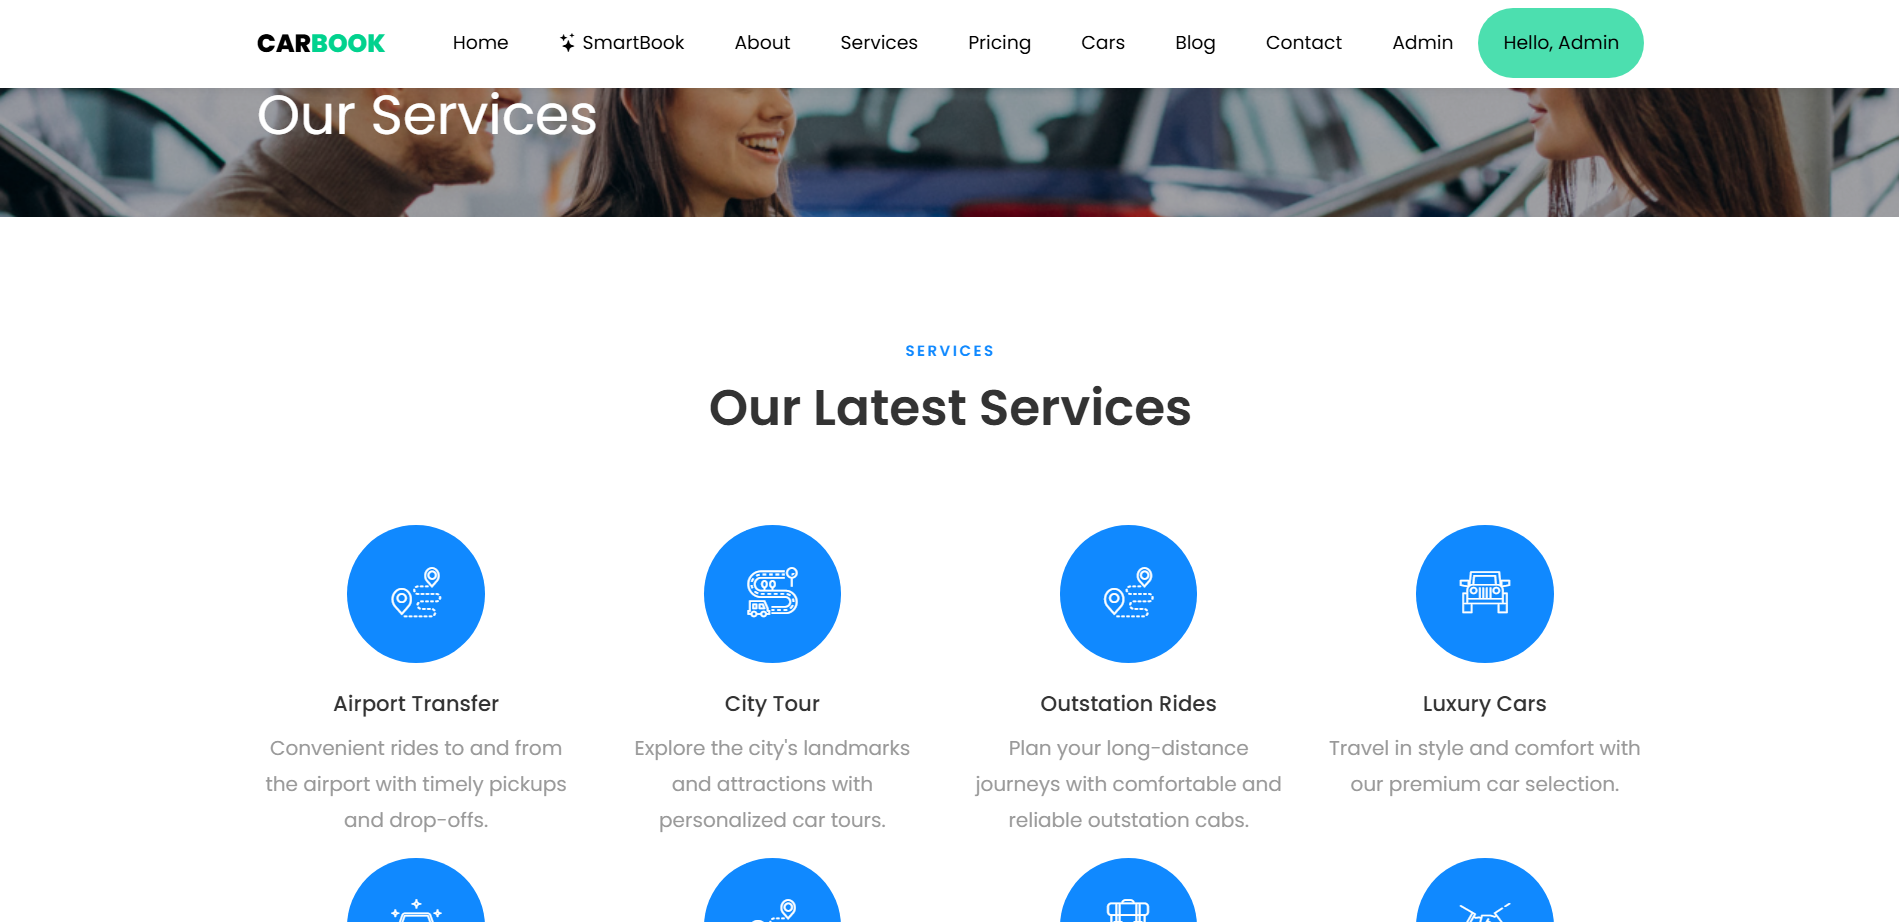 CARBOOK Home SmartBook About Services Pricing Cars Blog Contact Admin Hello, Admin
Our Services
SERVICES
Our Latest Services
Airport Transfer
Convenient rides to and from
the airport with timely pickups
and drop-offs.
City Tour
Explore the city's landmarks
and attractions with
personalized car tours.
Outstation Rides
Plan your long-distance
journeys with comfortable and
reliable outstation cabs.
Luxury Cars
Travel in style and comfort with
our premium car selection.